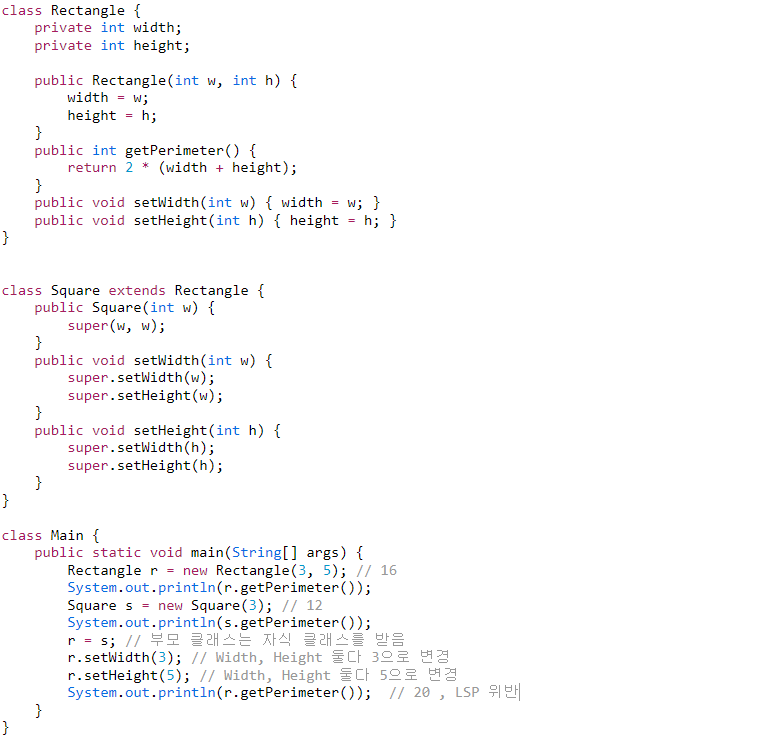 class Rectangle {
    private int width;
    private int height;

    public Rectangle(int w, int h) {
        width = w;
        height = h;
    }
    public int getPerimeter() {
        return 2 * (width + height);
    }
    public void setWidth(int w) { width = w; }
    public void setHeight(int h) { height = h; }
}


class Square extends Rectangle {
    public Square(int w) {
        super(w, w);
    }
    public void setWidth(int w) {
        super.setWidth(w);
        super.setHeight(w);
    }
    public void setHeight(int h) {
        super.setWidth(h);
        super.setHeight(h);
    }
}

class Main {
    public static void main(String[] args) {
        Rectangle r = new Rectangle(3, 5); // 16
        System.out.println(r.getPerimeter());
        Square s = new Square(3); // 12
        System.out.println(s.getPerimeter());
        r = s; // 부모 클래스는 자식 클래스를 받음
        r.setWidth(3); // Width, Height 둘다 3으로 변경
        r.setHeight(5); // Width, Height 둘다 5으로 변경
        System.out.println(r.getPerimeter());  // 20 , LSP 위반
    }
}